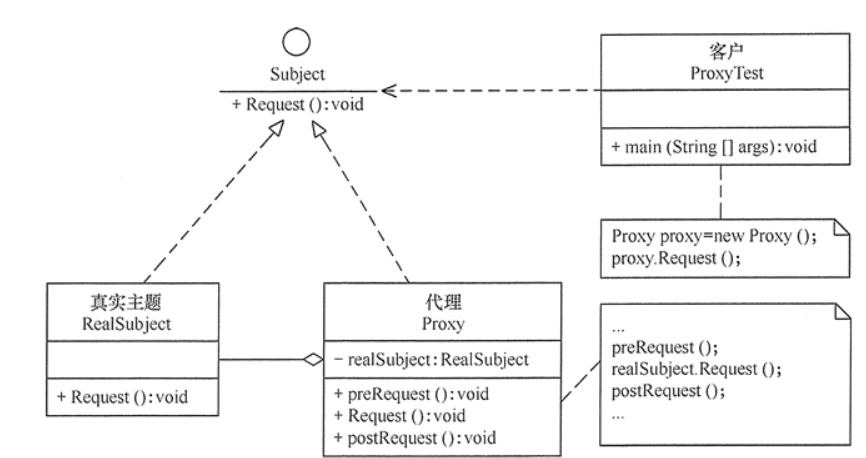 Subject
+ Request ():void
客户
ProxyTest
+ main (String [] args):void
Proxy proxy=new Proxy ();
proxy.Request ();
真实主题
RealSubject
+ Request ():void
代理
Proxy
− realSubject:RealSubject
+ preRequest ():void
+ Request ():void
+ postRequest ():void
...
preRequest ();
realSubject.Request ();
postRequest ();
...